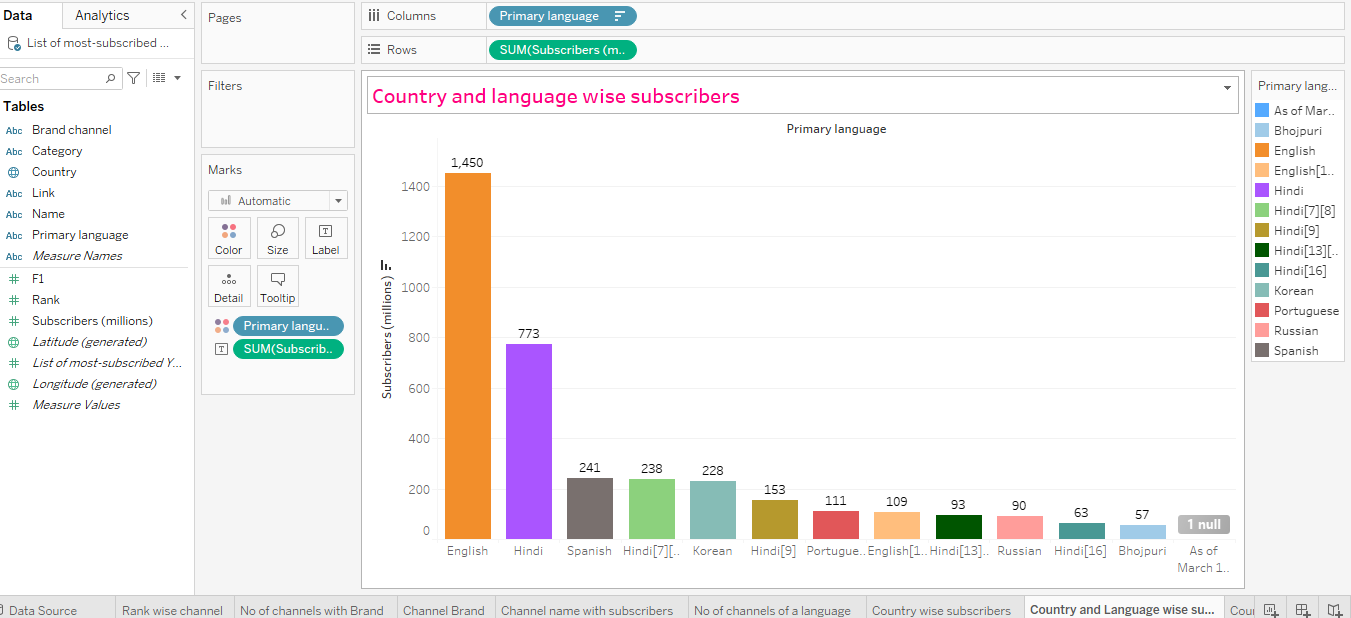 Data
Analytics
List of most-subscribed ...
Search
Tables
Abc Brand channel
Abc Category
Country
Abc Link
Abc Name
Abc Primary language
Abc Measure Names
F1
Rank
Subscribers (millions)
Latitude (generated)
List of most-subscribed Y...
Longitude (generated)
Measure Values
Pages
Filters
Marks
Automatic
Color Size Label
Detail Tooltip
Primary langu..
SUM(Subscrib..
Columns Primary language
Rows SUM(Subscribers (m..
Country and language wise subscribers
Primary language
Subscribers (millions)
1400
1200
1000
800
600
400
200
0
1,450
773
241
238
228
153
111
109
93
90
63
57
1 null
English
Hindi
Spanish
Hindi[7][..
Korean
Hindi[9]
Portugue..
English[1..
Hindi[13]..
Russian
Hindi[16]
Bhojpuri
As of
March 1..
Primary lang...
As of Mar..
Bhojpuri
English
English[1..
Hindi
Hindi[7][8]
Hindi[9]
Hindi[13][..
Hindi[16]
Korean
Portuguese
Russian
Spanish
Data Source
Rank wise channel
No of channels with Brand
Channel Brand
Channel name with subscribers
No of channels of a language
Country wise subscribers
Country and Language wise su...
Cour